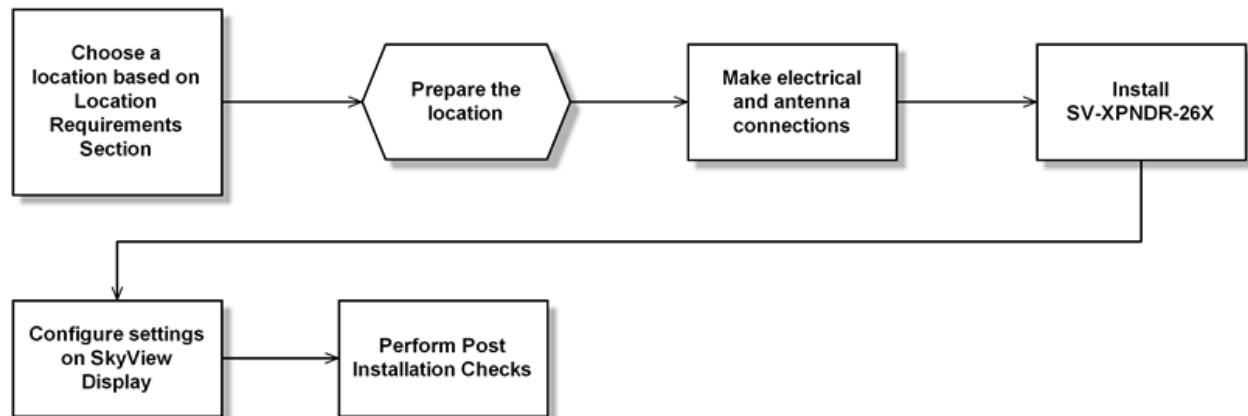 Choose a
location based on
Location
Requirements
Section
Prepare the
location
Make electrical
and antenna
connections
Install
SV-XPNDR-26X
Configure settings
on SkyView
Display
Perform Post
Installation Checks